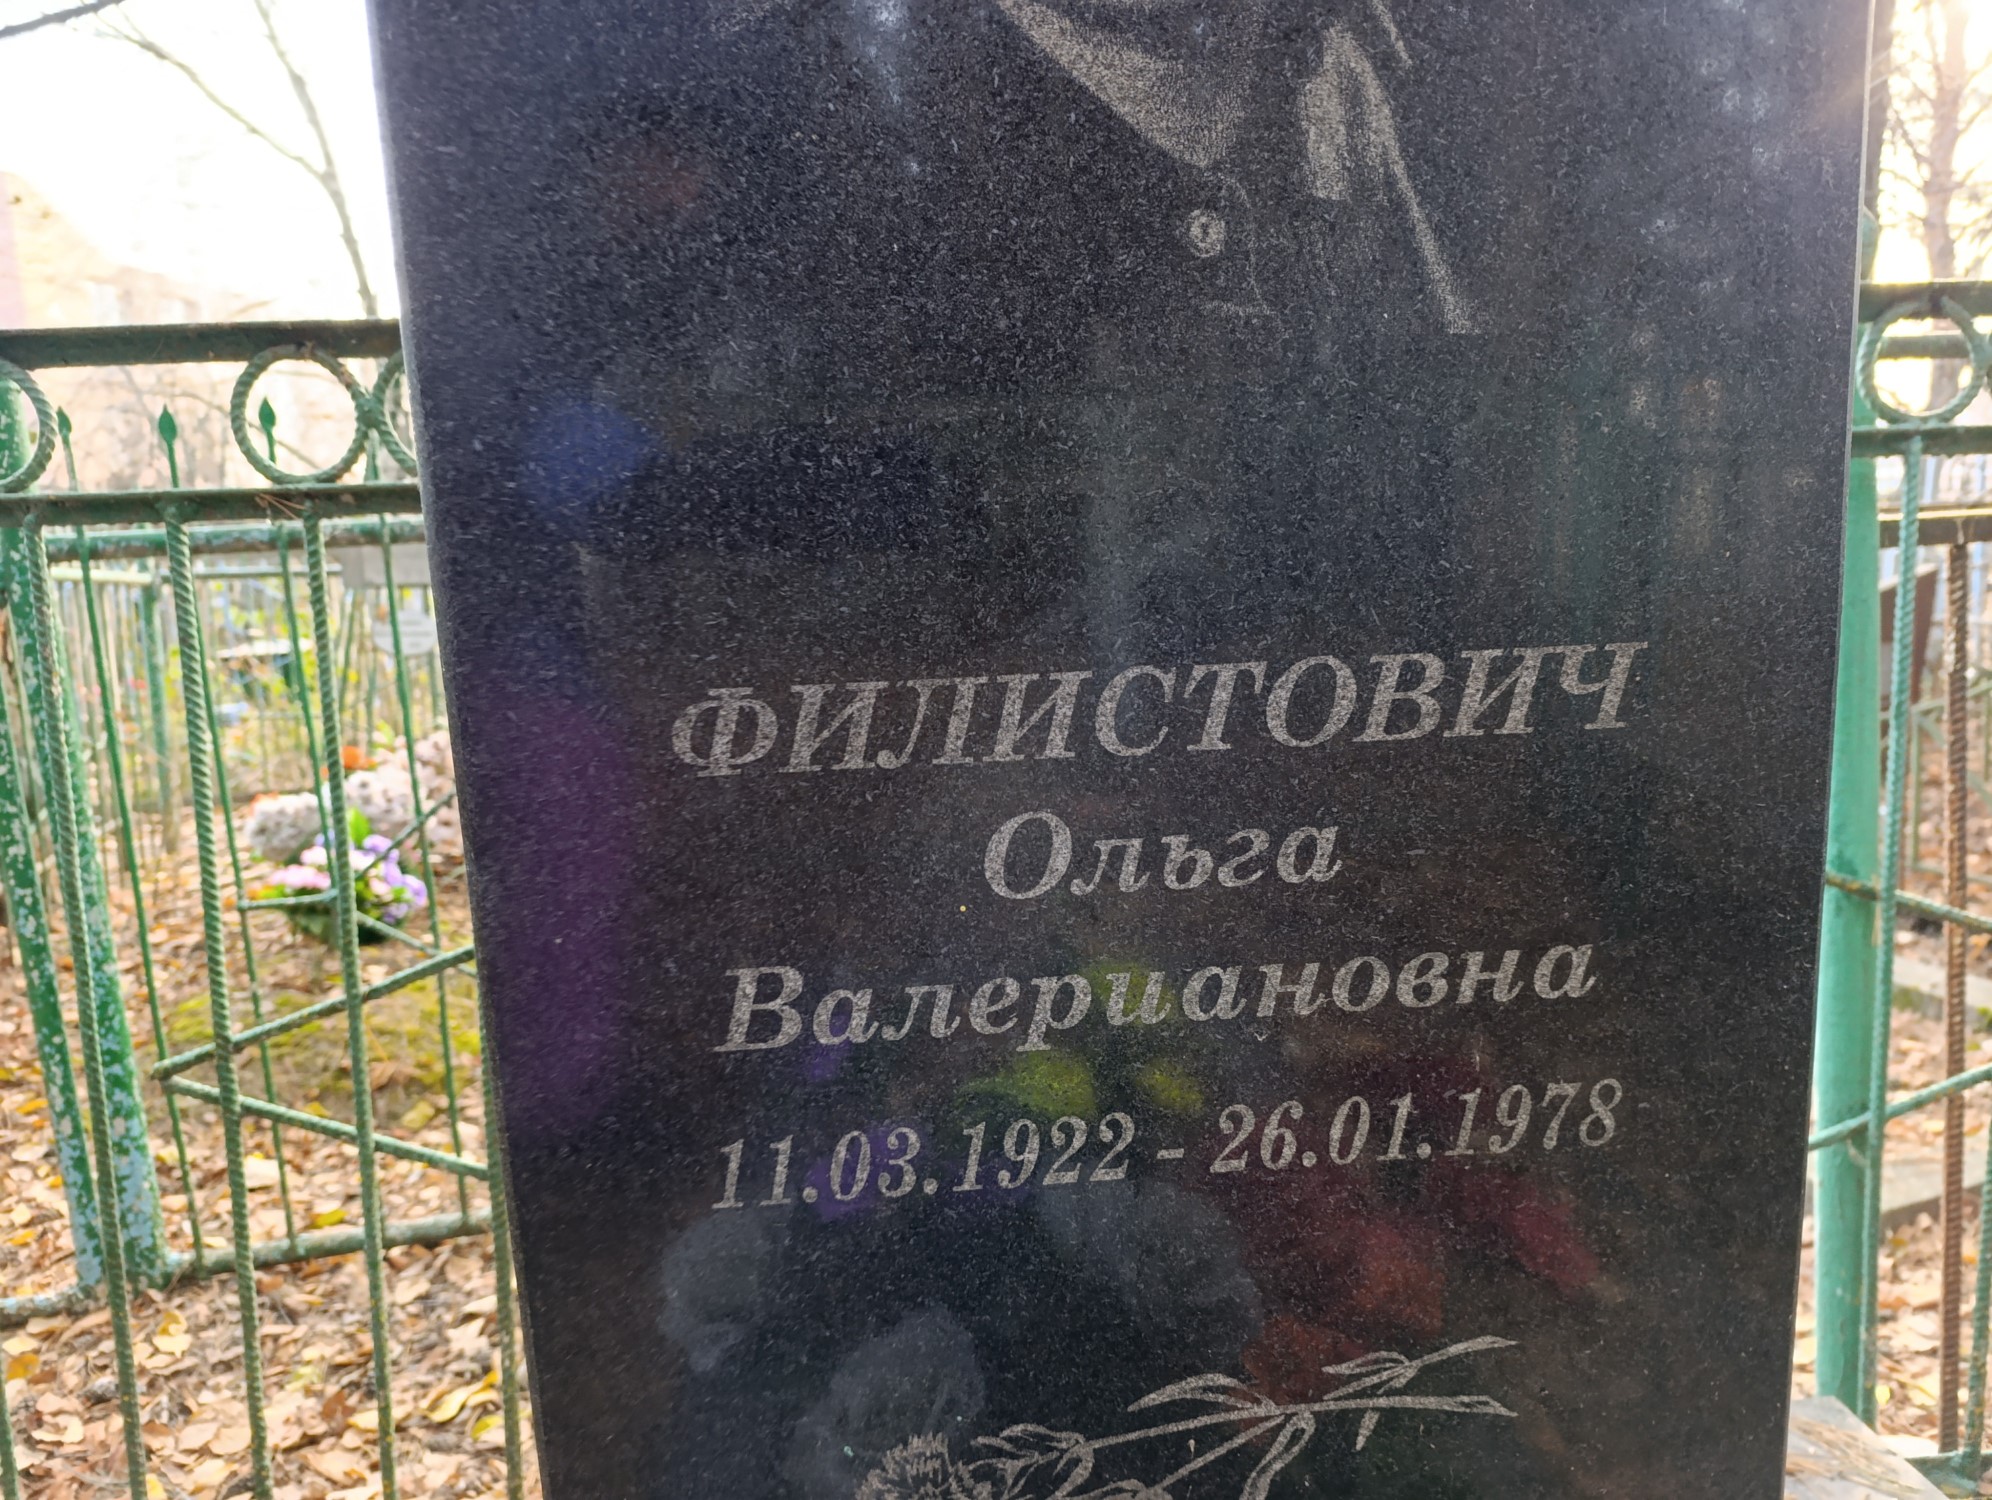 ФИЛИСТОВИЧ
Ольга
Валериановна
11.03.1922 - 26.01.1978